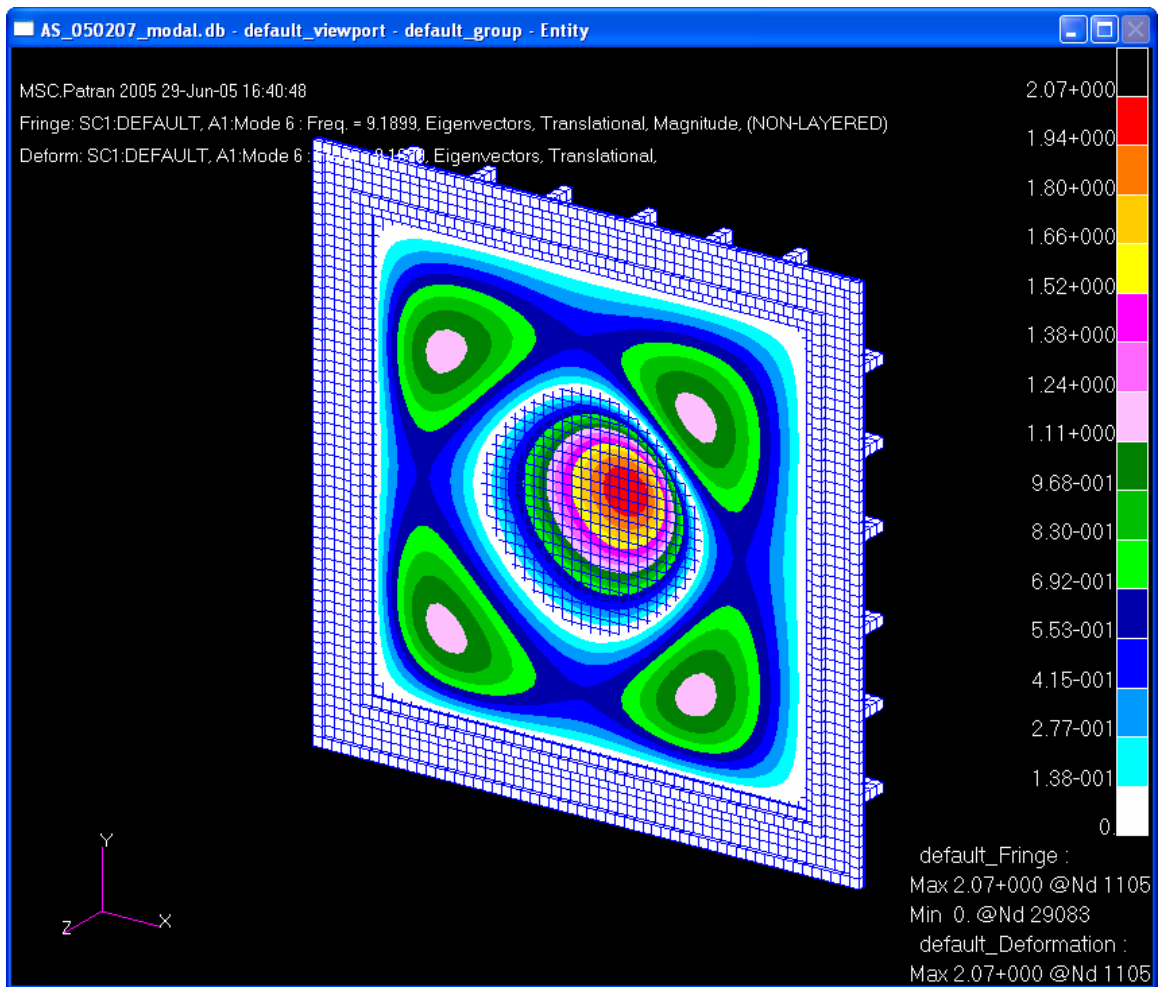 AS_050207_modal.db - default_viewport - default_group - Entity
MSC.Patran 2005 29-Jun-05 16:40:48
Fringe: SC1:DEFAULT, A1:Mode 6 : Freq. = 9.1899, Eigenvectors, Translational, Magnitude, (NON-LAYERED)
Deform: SC1:DEFAULT, A1:Mode 6 : Eigenvectors, Translational,
2.07+000
1.94+000
1.80+000
1.66+000
1.52+000
1.38+000
1.24+000
1.11+000
9.68-001
8.30-001
6.92-001
5.53-001
4.15-001
2.77-001
1.38-001
0.
default_Fringe :
Max 2.07+000 @Nd 1105
Min 0. @Nd 29083
default_Deformation :
Max 2.07+000 @Nd 1105
Y
Z
X